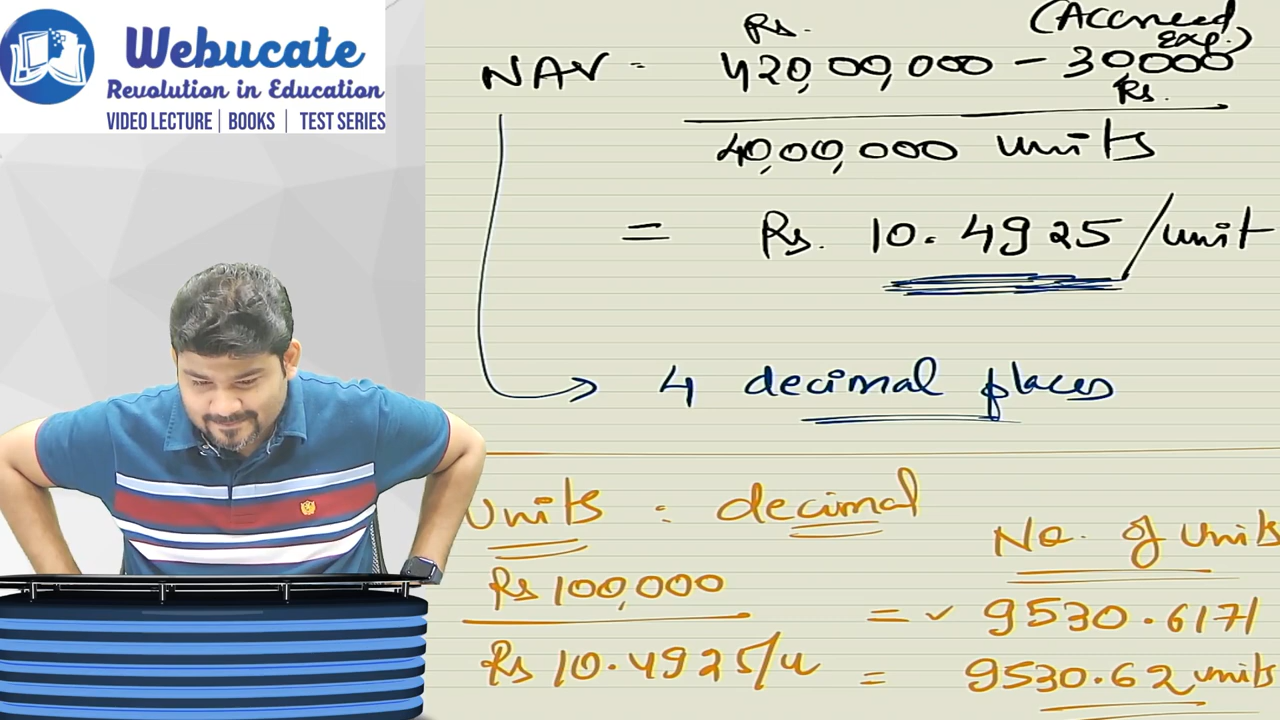 Webucate
Revolution in Education
VIDEO LECTURE | BOOKS | TEST SERIES
Rs. (Accrued Exp.)
NAV = 420,00,000 - 30000
Rs.
40,00,000 units
= Rs. 10.4925/unit
4 decimal places
Units : decimal
No. of units
Rs 100,000
= 9530.6171
Rs 10.4925/u
= 9530.62 units